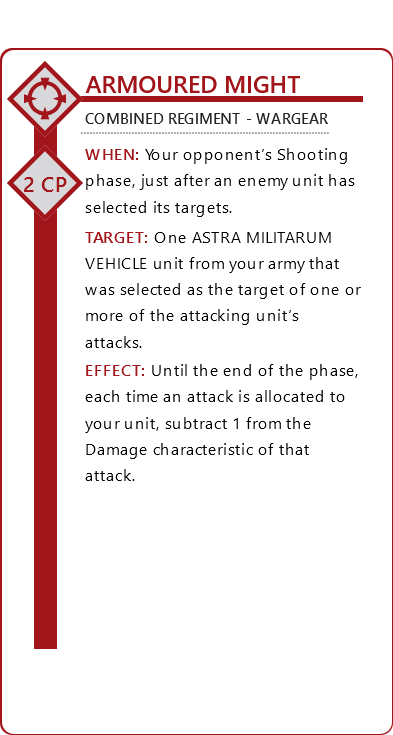 ARMOURED MIGHT
COMBINED REGIMENT - WARGEAR
2 CP
WHEN: Your opponent's Shooting
phase, just after an enemy unit has
selected its targets.
TARGET: One ASTRA MILITARUM
VEHICLE unit from your army that
was selected as the target of one or
more of the attacking unit's
attacks.
EFFECT: Until the end of the phase,
each time an attack is allocated to
your unit, subtract 1 from the
Damage characteristic of that
attack.